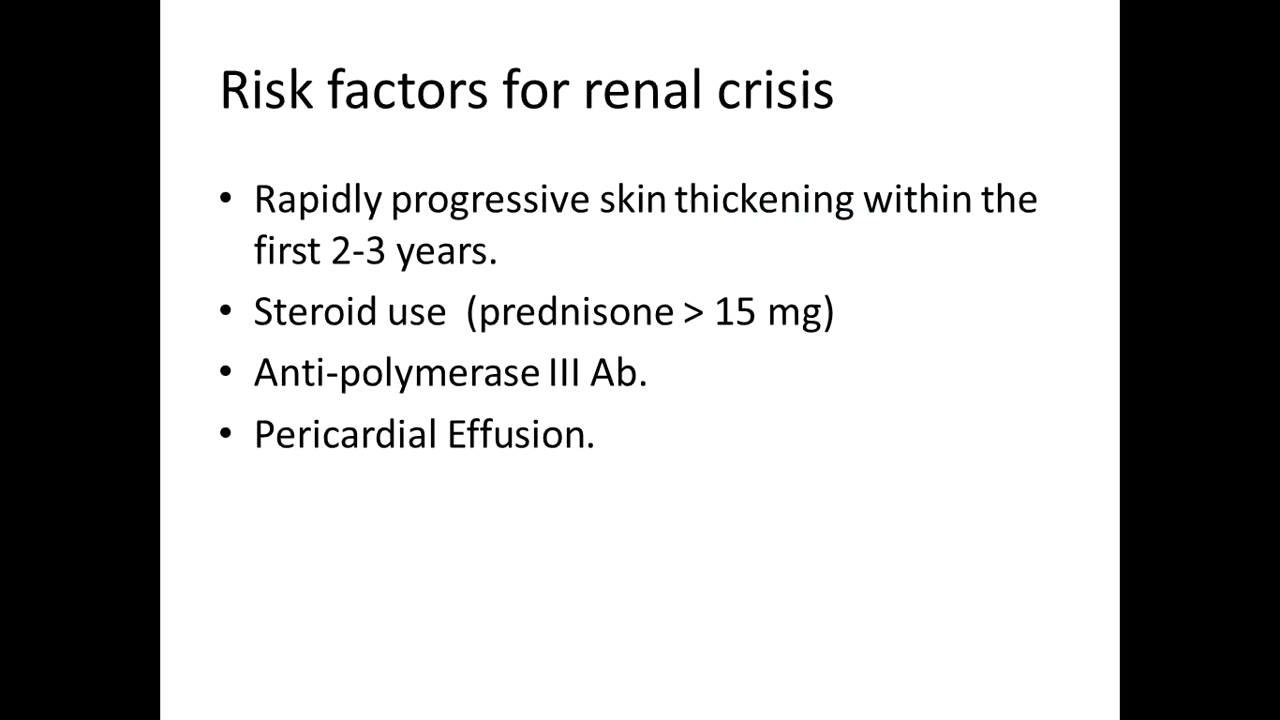 Risk factors for renal crisis
• Rapidly progressive skin thickening within the
first 2-3 years.
• Steroid use  (prednisone > 15 mg)
• Anti-polymerase III Ab.
• Pericardial Effusion.